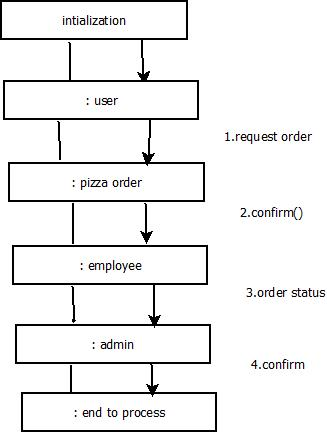 intialization
: user
1.request order
: pizza order
2.confirm()
: employee
3.order status
: admin
4.confirm
: end to process